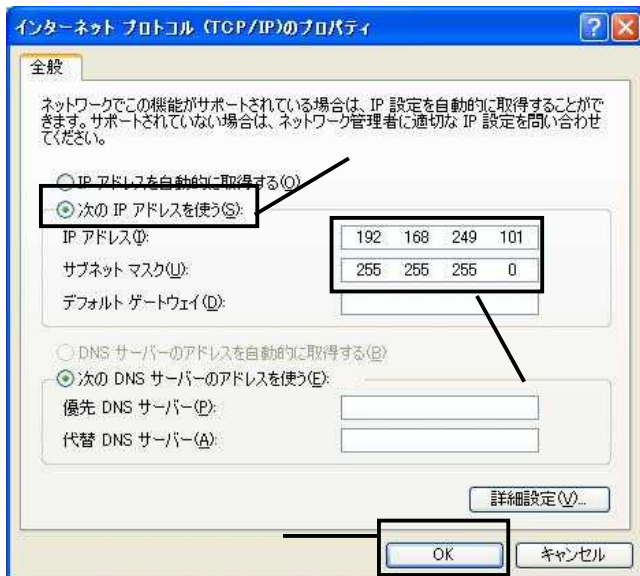 インターネット プロトコル (TCP/IP)のプロパティ
全般
ネットワークでこの機能がサポートされている場合は、IP 設定を自動的に取得することがで
きます。サポートされていない場合は、ネットワーク管理者に適切な IP 設定を問い合わせ
てください。
IP アドレスを自動的に取得する(O)
次の IP アドレスを使う(S):
IP アドレス(I): 192 168 249 101
サブネット マスク(U): 255 255 255 0
デフォルト ゲートウェイ(D):
DNS サーバーのアドレスを自動的に取得する(B)
次の DNS サーバーのアドレスを使う(E):
優先 DNS サーバー(P):
代替 DNS サーバー(A):
詳細設定(V)...
OK キャンセル